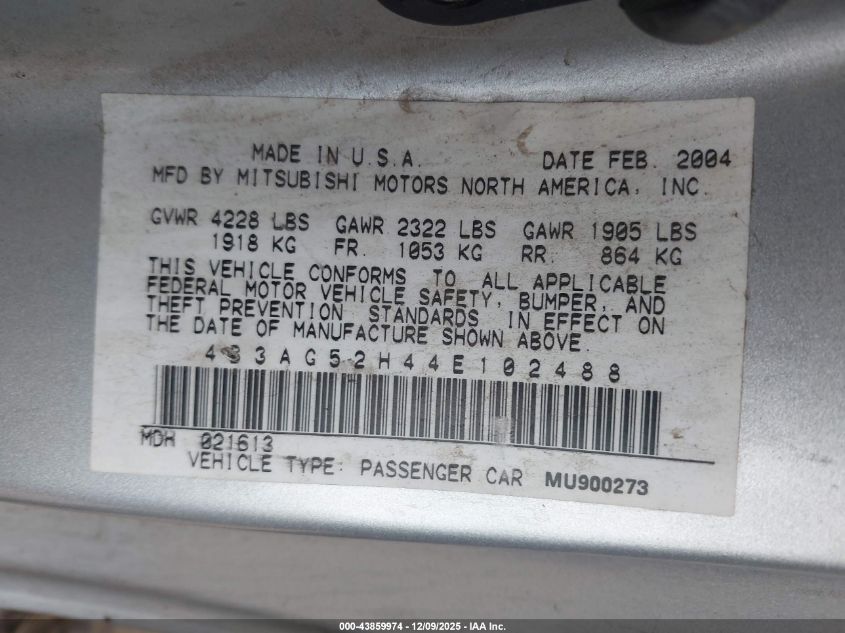 MADE IN U.S.A. DATE FEB. 2004
MFD BY MITSUBISHI MOTORS NORTH AMERICA, INC.
GVWR 4228 LBS GAWR 2322 LBS GAWR 1905 LBS
1918 KG FR. 1053 KG RR. 864 KG
THIS VEHICLE CONFORMS TO ALL APPLICABLE
FEDERAL MOTOR VEHICLE SAFETY, BUMPER, AND
THEFT PREVENTION STANDARDS IN EFFECT ON
THE DATE OF MANUFACTURE SHOWN ABOVE.
4B3AG52H44E102488
MDH 021613
VEHICLE TYPE: PASSENGER CAR MU900273
000-43859974 | 12/09/2025 - IAA Inc.